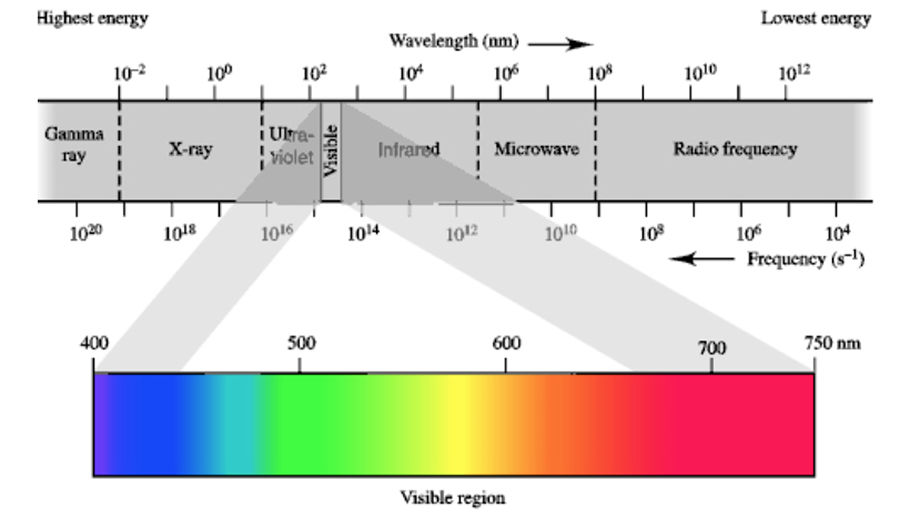 Highest energy Lowest energy
Wavelength (nm)
10⁻² 10⁰ 10² 10⁴ 10⁶ 10⁸ 10¹⁰ 10¹²
Gamma
ray
X-ray
Ultra-
violet
Visible
Infrared
Microwave
Radio frequency
10²⁰ 10¹⁸ 10¹⁶ 10¹⁴ 10¹² 10¹⁰ 10⁸ 10⁶ 10⁴
Frequency (s⁻¹)
400 500 600 700 750 nm
Visible region